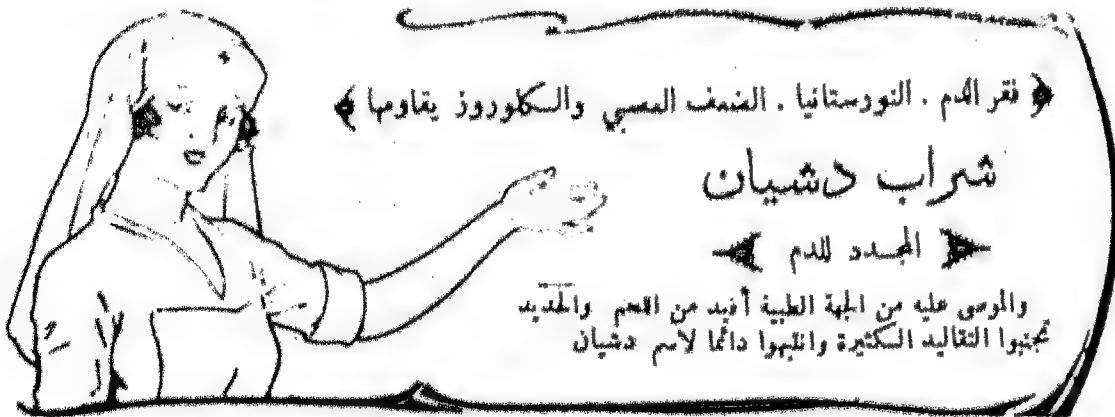 فقر الدم . النورستانيا . الضعف العصبي والكلوروز يقاومها
شراب دشيان
المجدد للدم
والموصى عليه من الجهة الطبية أفيد من اللحم والحديد
تجنبوا التقاليد الكثيرة وانتبهوا دائما لاسم دشيان